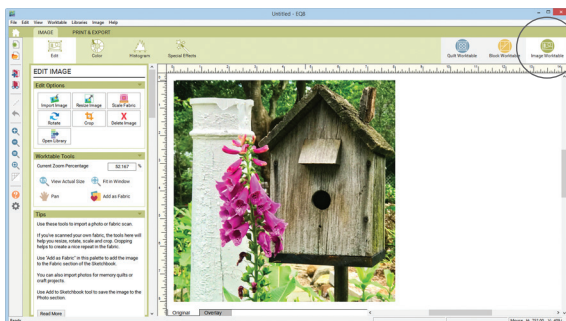 Untitled - EQ8
File Edit View Worktable Libraries Image Help
IMAGE PRINT & EXPORT
Edit Color Histogram Special Effects Quilt Worktable Block Worktable Image Worktable
EDIT IMAGE
Edit Options
Import Image Resize Image Scale Fabric
Rotate Crop Delete Image
Open Library
Worktable Tools
Current Zoom Percentage: 52.167 %
View Actual Size Fit in Window
Pan Add as Fabric
Tips
Use these tools to import a photo or fabric scan.
If you've scanned your own fabric, the tools here will
help you resize, rotate, scale and crop. Cropping
helps to create a nice repeat in the fabric.
Use "Add as Fabric" in this palette to add the image
to the Fabric section of the Sketchbook.
You can also import photos for memory quilts or
craft projects.
Use Add to Sketchbook tool to save the image to the
Photo section.
Read More
Original Overlay
Ready